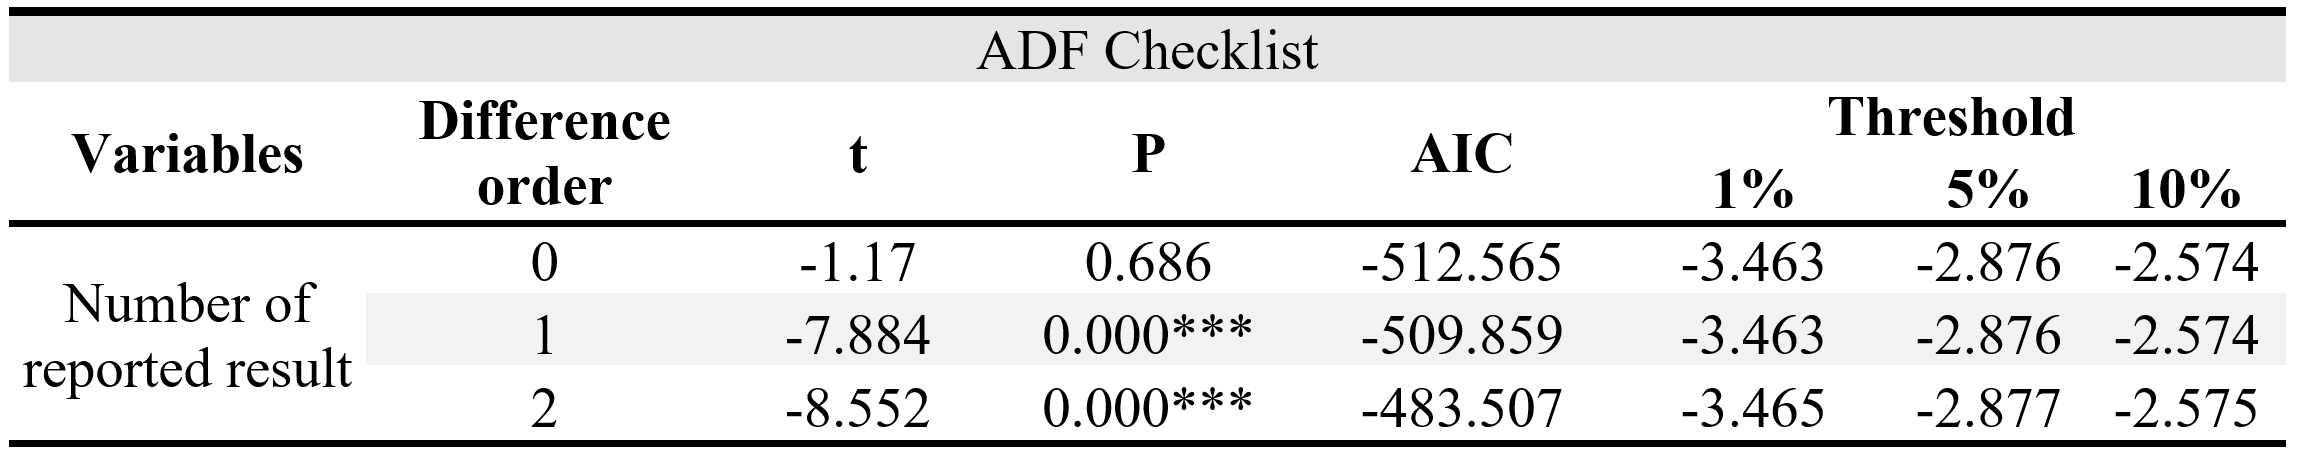 ADF Checklist
Variables Difference order t P AIC Threshold
1% 5% 10%
Number of reported result
0 -1.17 0.686 -512.565 -3.463 -2.876 -2.574
1 -7.884 0.000*** -509.859 -3.463 -2.876 -2.574
2 -8.552 0.000*** -483.507 -3.465 -2.877 -2.575